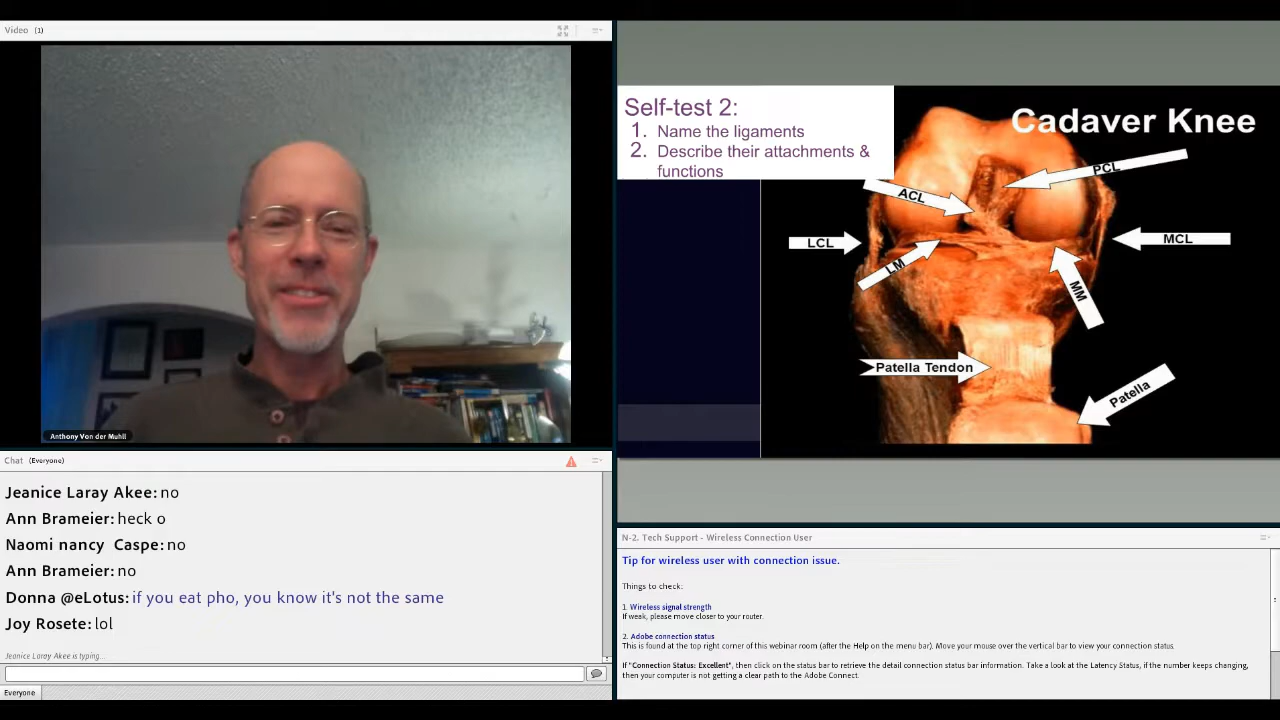 Video (1)
Anthony Von der Muhll
Chat (Everyone)
Jeanice Laray Akee: no
Ann Brameier: heck o
Naomi nancy Caspe: no
Ann Brameier: no
Donna @eLotus: if you eat pho, you know it's not the same
Joy Rosete: lol
Jeanice Laray Akee is typing...
Everyone
Self-test 2:
1. Name the ligaments
2. Describe their attachments &
functions
Cadaver Knee
PCL
ACL
LCL
MCL
LM
MM
Patella Tendon
Patella
N-2. Tech Support - Wireless Connection User
Tip for wireless user with connection issue.
Things to check:
1. Wireless signal strength
If weak, please move closer to your router.
2. Adobe connection status
This is found at the top right corner of this webinar room (after the Help on the menu bar). Move your mouse over the vertical bar to view your connection status.
If "Connection Status: Excellent", then click on the status bar to retrieve the detail connection status bar information. Take a look at the Latency Status, if the number keeps changing,
then your computer is not getting a clear path to the Adobe Connect.